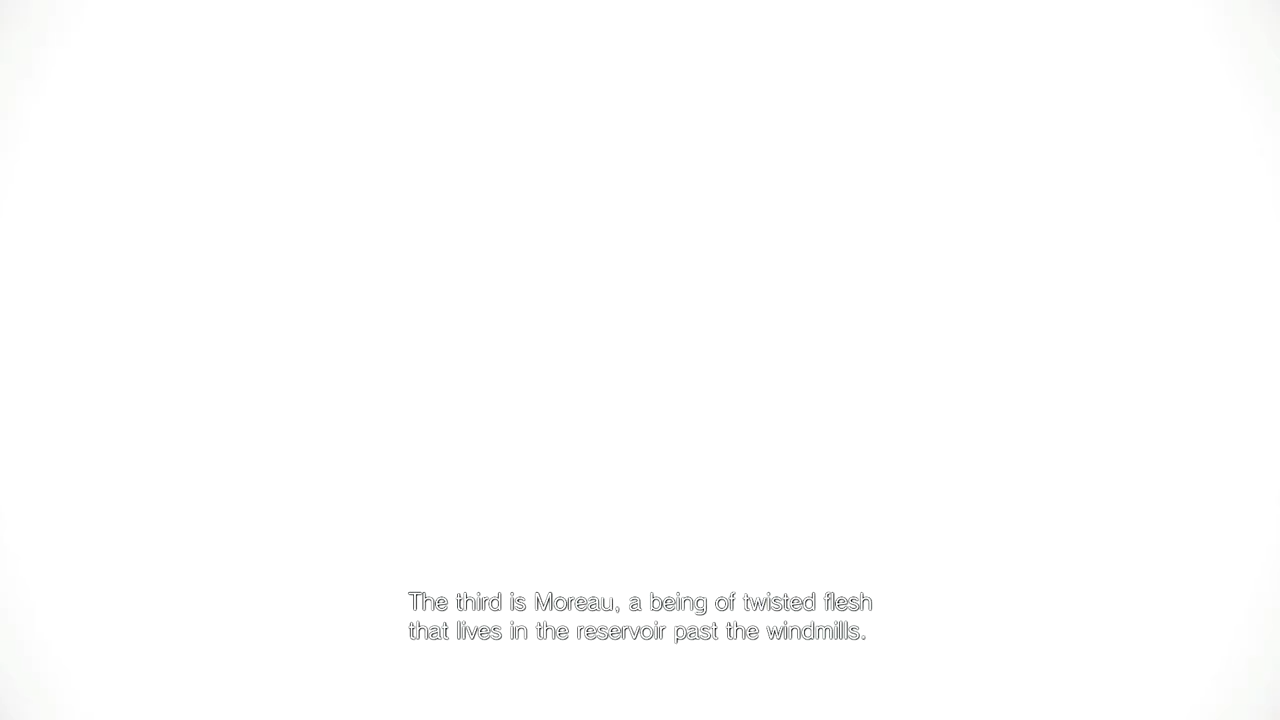 The third is Moreau, a being of twisted flesh
that lives in the reservoir past the windmills.